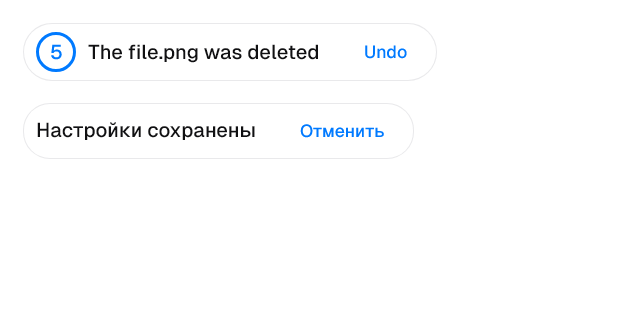 5 The file.png was deleted Undo
Настройки сохранены Отменить